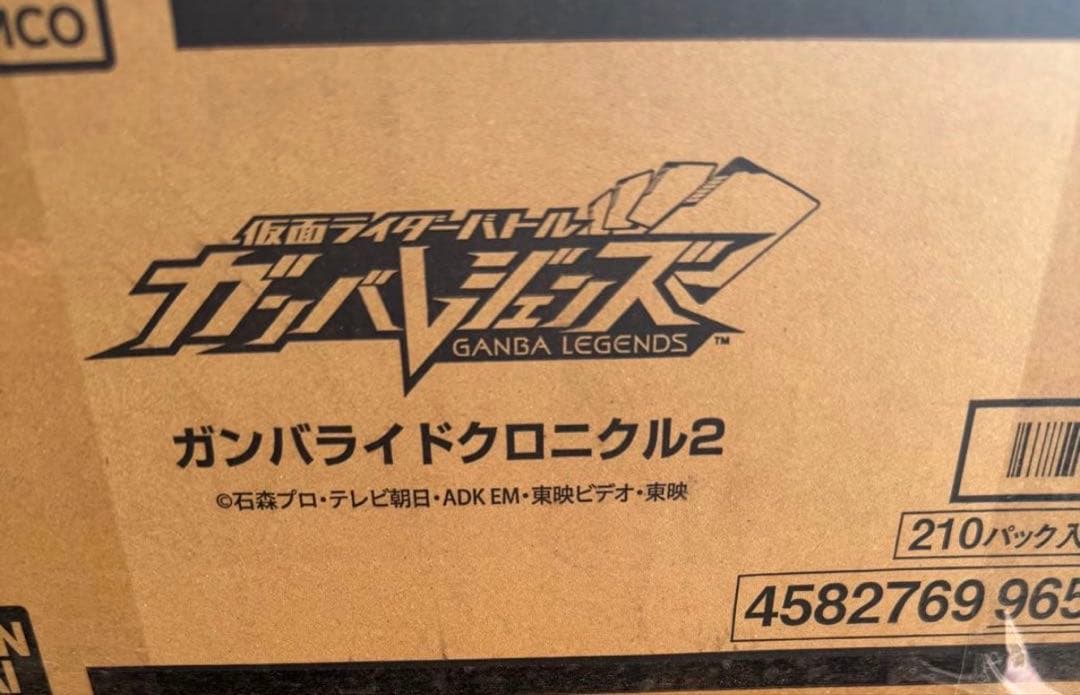 MCO
仮面ライダーバトル
ガンバレジェンズ
GANBA LEGENDS
™
ガンバライドクロニクル2
©石森プロ・テレビ朝日・ADK EM・東映ビデオ・東映
210パック入
4582769 965